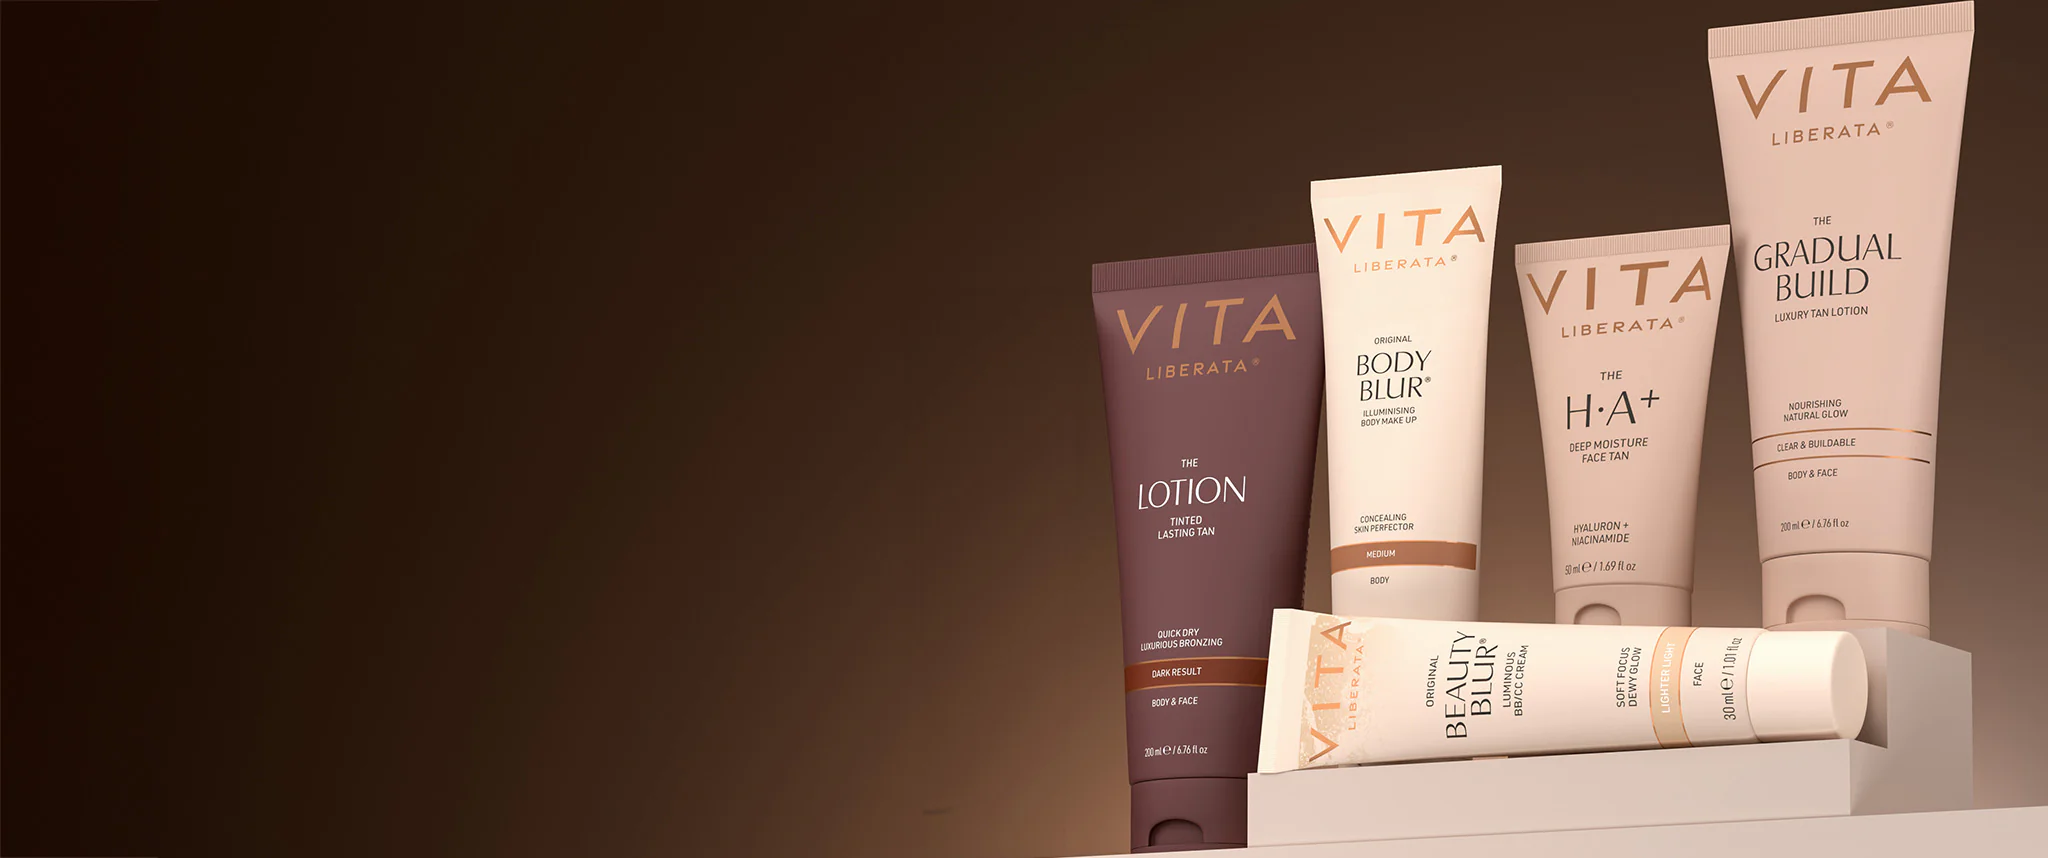 VITA
LIBERATA®
THE
LOTION
TINTED
LASTING TAN
QUICK DRY
LUXURIOUS BRONZING
DARK RESULT
BODY & FACE
200 ml ℮ / 6.76 fl oz
VITA
LIBERATA®
ORIGINAL
BODY
BLUR®
ILLUMINISING
BODY MAKE UP
CONCEALING
SKIN PERFECTOR
MEDIUM
BODY
VITA
LIBERATA®
THE
H·A+
DEEP MOISTURE
FACE TAN
HYALURON +
NIACINAMIDE
50 ml ℮ / 1.69 fl oz
VITA
LIBERATA®
THE
GRADUAL
BUILD
LUXURY TAN LOTION
NOURISHING
NATURAL GLOW
CLEAR & BUILDABLE
BODY & FACE
200 ml ℮ / 6.76 fl oz
VITA
LIBERATA®
ORIGINAL
BEAUTY
BLUR®
LUMINOUS
BB/CC CREAM
SOFT FOCUS
DEWY GLOW
LIGHTER LIGHT
FACE
30 ml ℮ / 1.01 fl oz